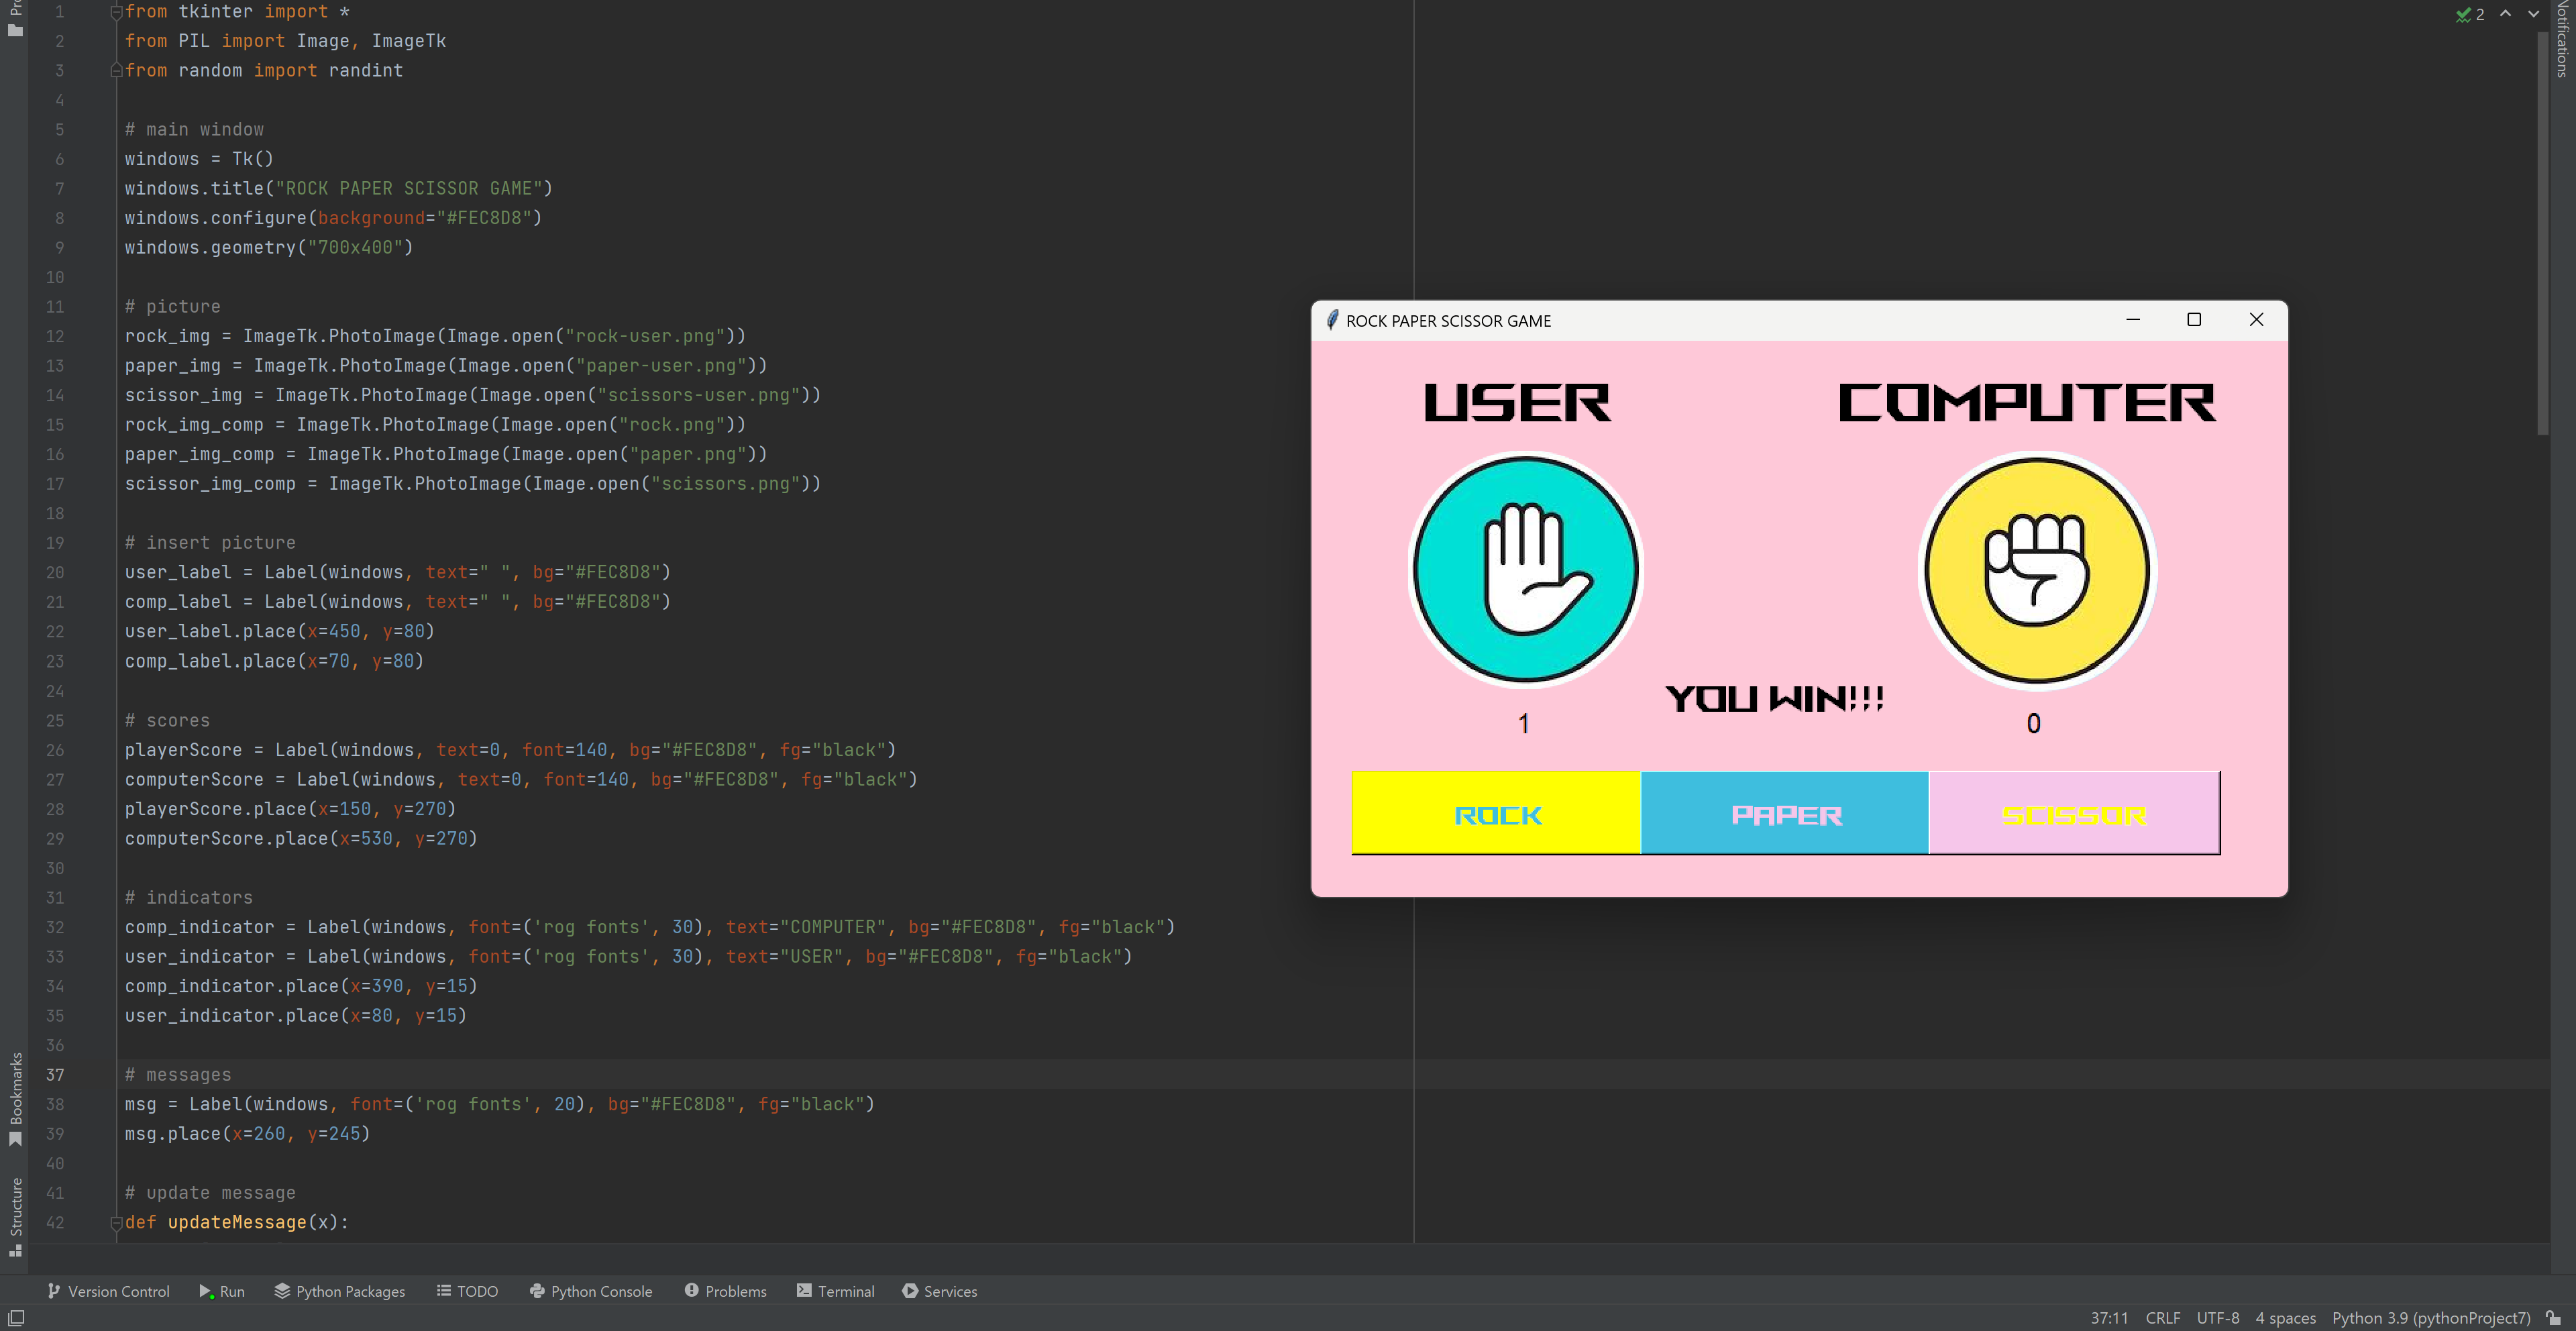 1 from tkinter import *
2 from PIL import Image, ImageTk
3 from random import randint
4
5 # main window
6 windows = Tk()
7 windows.title("ROCK PAPER SCISSOR GAME")
8 windows.configure(background="#FEC8D8")
9 windows.geometry("700x400")
10
11 # picture
12 rock_img = ImageTk.PhotoImage(Image.open("rock-user.png"))
13 paper_img = ImageTk.PhotoImage(Image.open("paper-user.png"))
14 scissor_img = ImageTk.PhotoImage(Image.open("scissors-user.png"))
15 rock_img_comp = ImageTk.PhotoImage(Image.open("rock.png"))
16 paper_img_comp = ImageTk.PhotoImage(Image.open("paper.png"))
17 scissor_img_comp = ImageTk.PhotoImage(Image.open("scissors.png"))
18
19 # insert picture
20 user_label = Label(windows, text=" ", bg="#FEC8D8")
21 comp_label = Label(windows, text=" ", bg="#FEC8D8")
22 user_label.place(x=450, y=80)
23 comp_label.place(x=70, y=80)
24
25 # scores
26 playerScore = Label(windows, text=0, font=140, bg="#FEC8D8", fg="black")
27 computerScore = Label(windows, text=0, font=140, bg="#FEC8D8", fg="black")
28 playerScore.place(x=150, y=270)
29 computerScore.place(x=530, y=270)
30
31 # indicators
32 comp_indicator = Label(windows, font=('rog fonts', 30), text="COMPUTER", bg="#FEC8D8", fg="black")
33 user_indicator = Label(windows, font=('rog fonts', 30), text="USER", bg="#FEC8D8", fg="black")
34 comp_indicator.place(x=390, y=15)
35 user_indicator.place(x=80, y=15)
36
37 # messages
38 msg = Label(windows, font=('rog fonts', 20), bg="#FEC8D8", fg="black")
39 msg.place(x=260, y=245)
40
41 # update message
42 def updateMessage(x):
2
Notifications
ROCK PAPER SCISSOR GAME
USER COMPUTER
YOU WIN!!!
1 0
ROCK PAPER SCISSOR
Bookmarks
Structure
Version Control Run Python Packages TODO Python Console Problems Terminal Services
37:11 CRLF UTF-8 4 spaces Python 3.9 (pythonProject7)